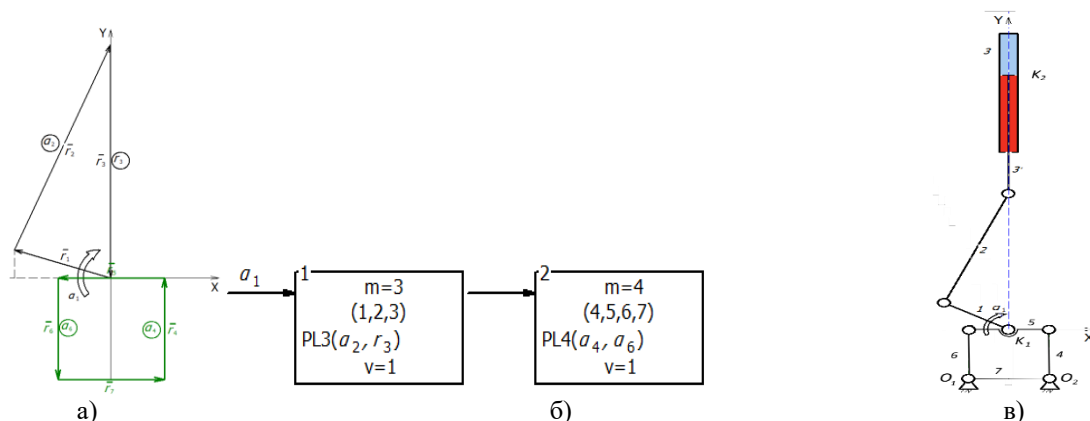 Y
a₂
r̄₂
r̄₃
r₃
r̄₁
a₁
X
r̄₆
a₆
a₄
r̄₄
r̄₇
а)
a₁
1
m=3
(1,2,3)
PL3(a₂, r₃)
v=1
2
m=4
(4,5,6,7)
PL4(a₄, a₆)
v=1
б)
Y
3
K₂
3'
2
1
a₁
5
X
K₁
6
4
O₁
7
O₂
в)